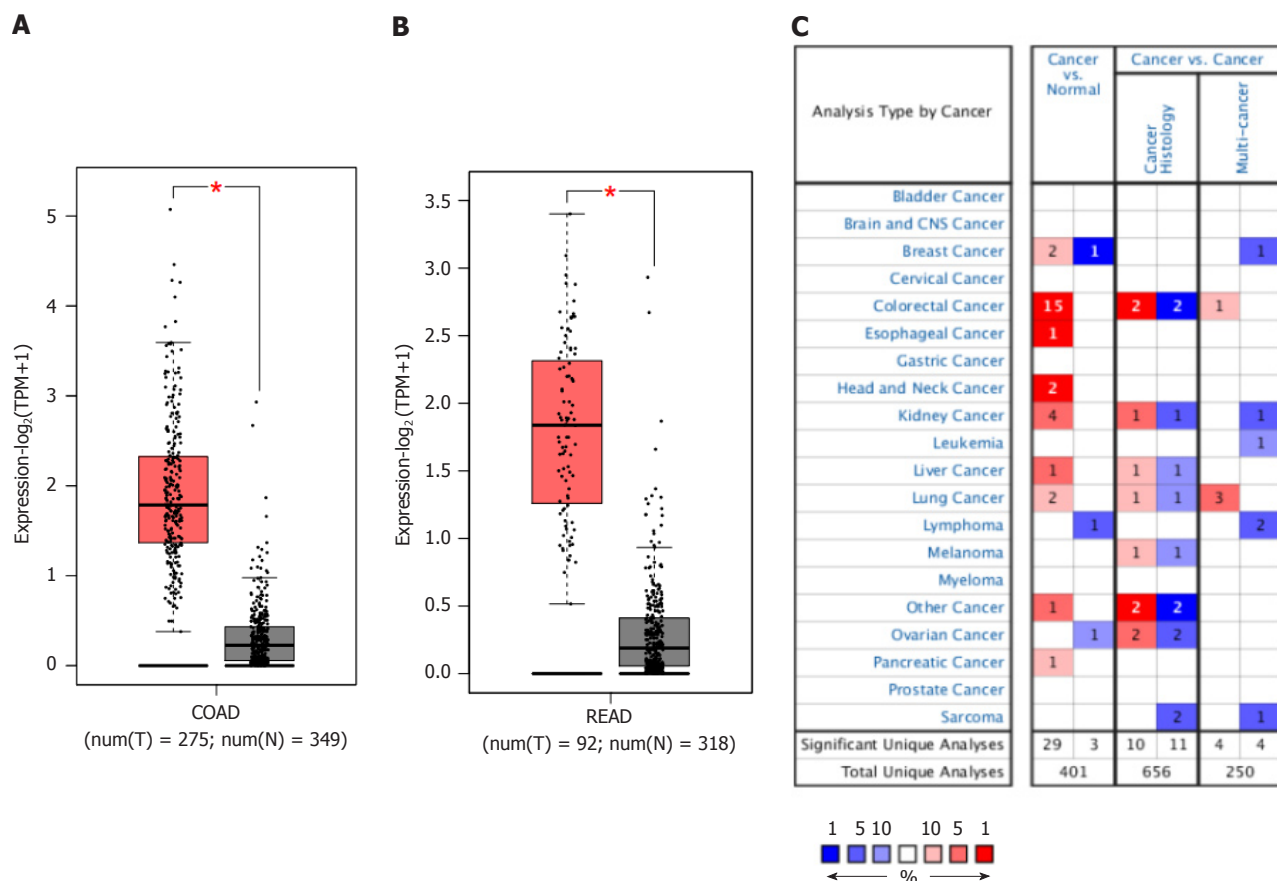 A
B
C
Expression-log2(TPM+1)
5
4
3
2
1
0
*
COAD
(num(T) = 275; num(N) = 349)
Expression-log2(TPM+1)
3.5
3.0
2.5
2.0
1.5
1.0
0.5
0.0
*
READ
(num(T) = 92; num(N) = 318)
Analysis Type by Cancer
Cancer
vs.
Normal
Cancer vs. Cancer
Cancer
Histology
Multi-cancer
Bladder Cancer
Brain and CNS Cancer
Breast Cancer 2 1 1
Cervical Cancer
Colorectal Cancer 15 2 2 1
Esophageal Cancer 1
Gastric Cancer
Head and Neck Cancer 2
Kidney Cancer 4 1 1 1
Leukemia 1
Liver Cancer 1 1 1
Lung Cancer 2 1 1 3
Lymphoma 1 2
Melanoma 1 1
Myeloma
Other Cancer 1 2 2
Ovarian Cancer 1 2 2
Pancreatic Cancer 1
Prostate Cancer
Sarcoma 2 1
Significant Unique Analyses 29 3 10 11 4 4
Total Unique Analyses 401 656 250
1 5 10 10 5 1
%